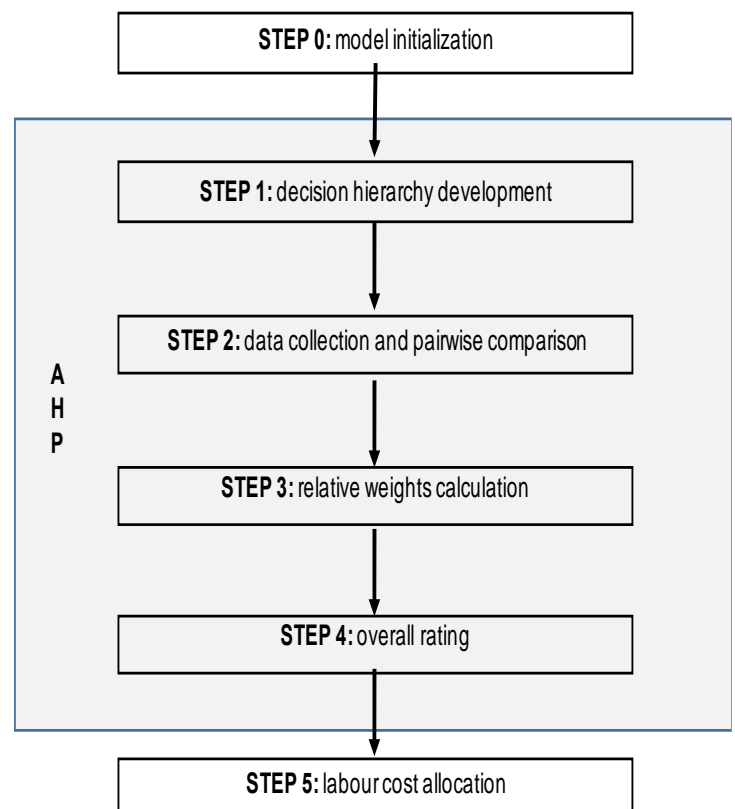 STEP 0: model initialization
STEP 1: decision hierarchy development
STEP 2: data collection and pairwise comparison
A
H
P
STEP 3: relative weights calculation
STEP 4: overall rating
STEP 5: labour cost allocation